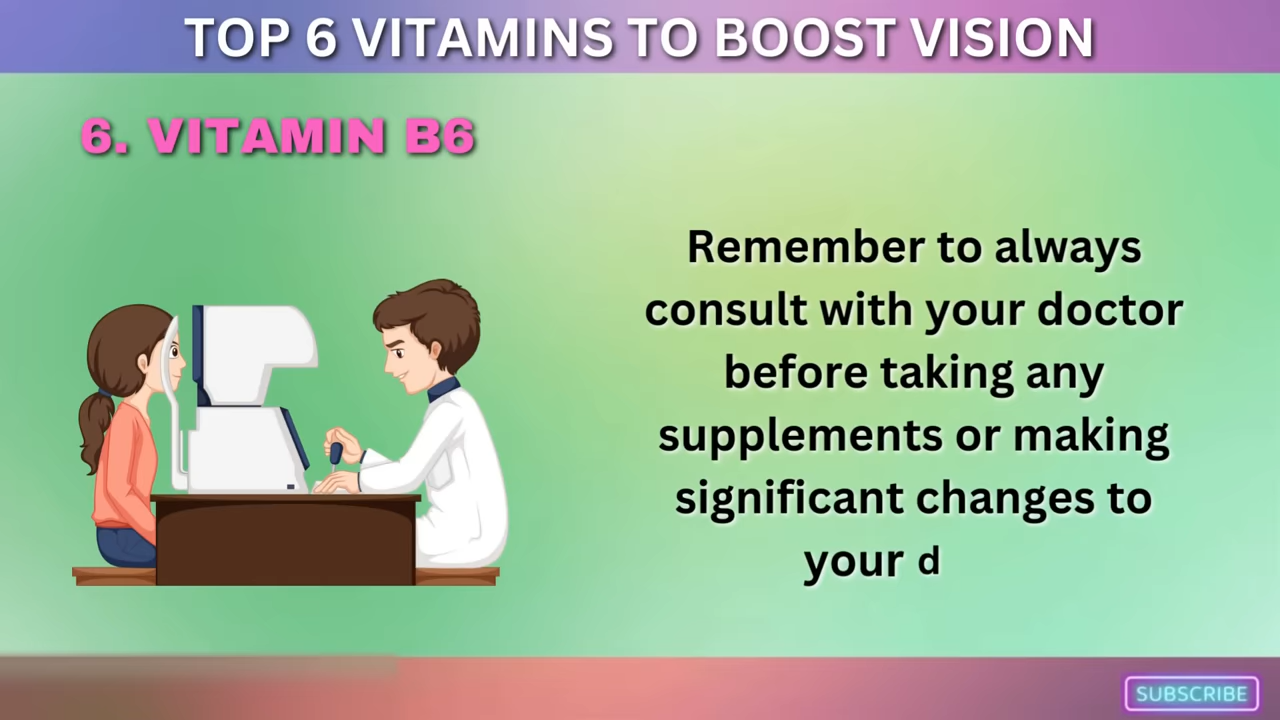 TOP 6 VITAMINS TO BOOST VISION
6. VITAMIN B6
Remember to always
consult with your doctor
before taking any
supplements or making
significant changes to
your d
SUBSCRIBE